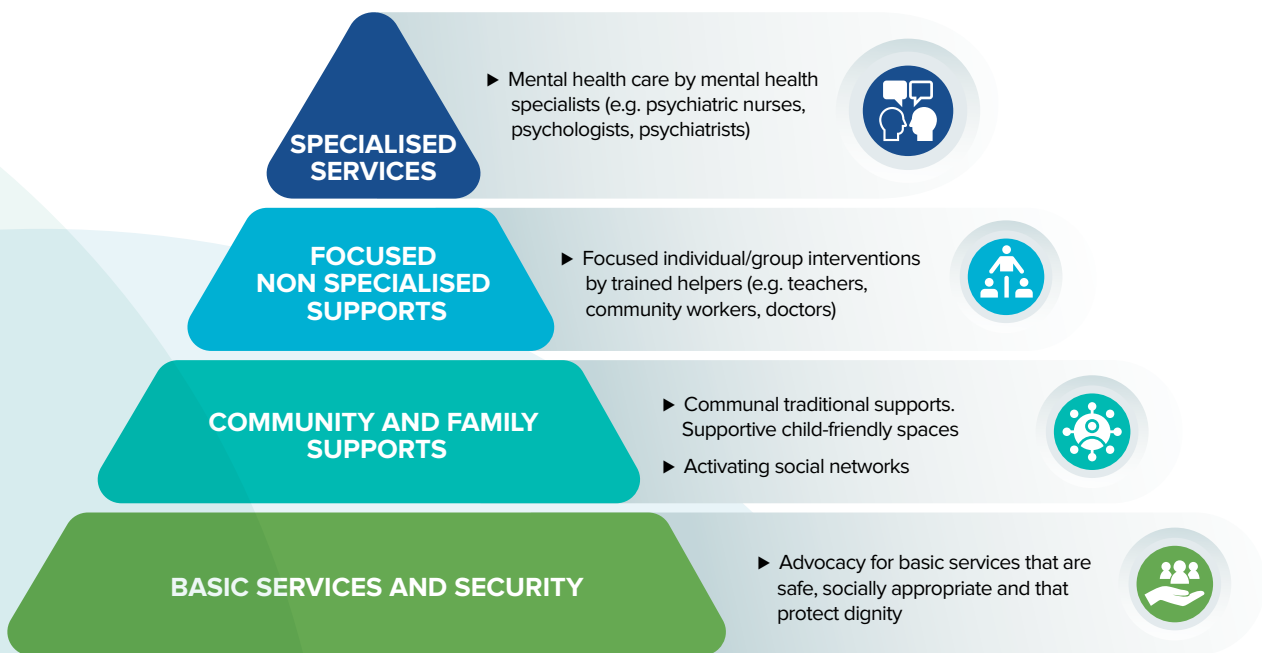 SPECIALISED
SERVICES
▶ Mental health care by mental health
specialists (e.g. psychiatric nurses,
psychologists, psychiatrists)
FOCUSED
NON SPECIALISED
SUPPORTS
▶ Focused individual/group interventions
by trained helpers (e.g. teachers,
community workers, doctors)
COMMUNITY AND FAMILY
SUPPORTS
▶ Communal traditional supports.
Supportive child-friendly spaces
▶ Activating social networks
BASIC SERVICES AND SECURITY
▶ Advocacy for basic services that are
safe, socially appropriate and that
protect dignity